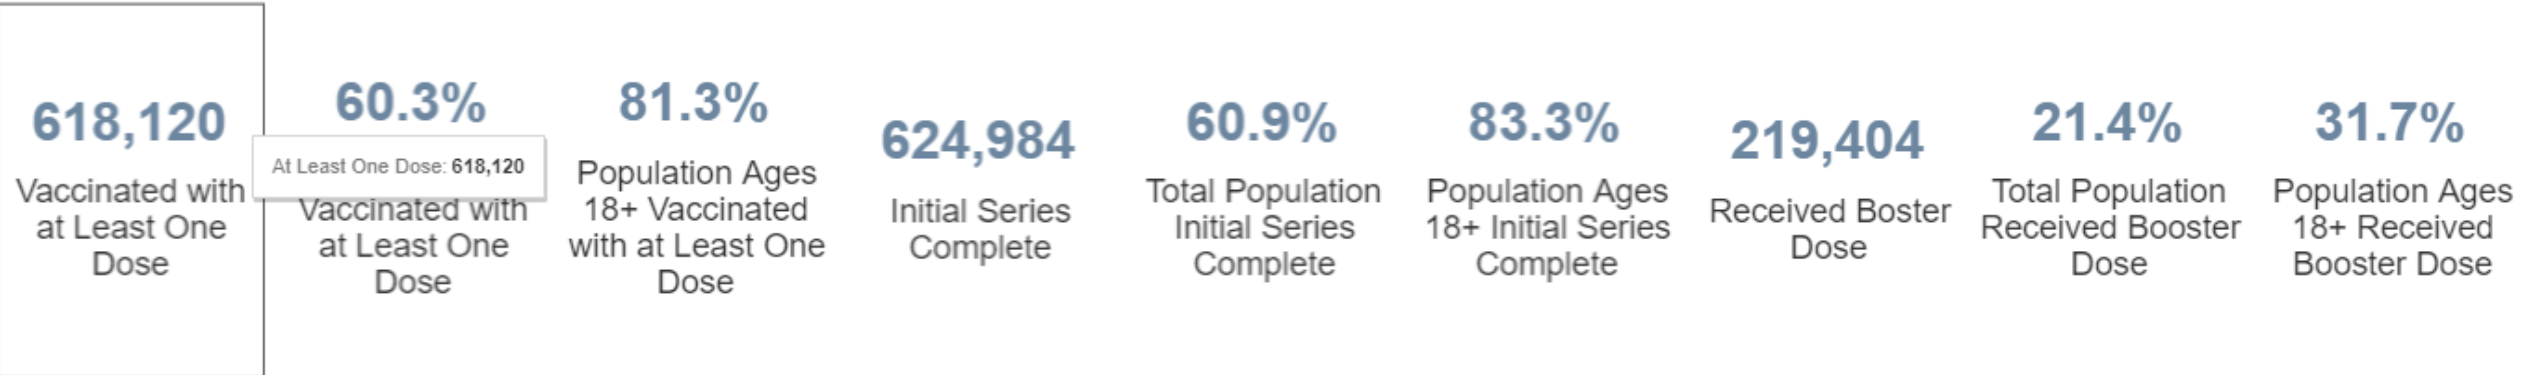 618,120
Vaccinated with
at Least One
Dose
60.3%
At Least One Dose: 618,120
Vaccinated with
at Least One
Dose
81.3%
Population Ages
18+ Vaccinated
with at Least One
Dose
624,984
Initial Series
Complete
60.9%
Total Population
Initial Series
Complete
83.3%
Population Ages
18+ Initial Series
Complete
219,404
Received Boster
Dose
21.4%
Total Population
Received Booster
Dose
31.7%
Population Ages
18+ Received
Booster Dose